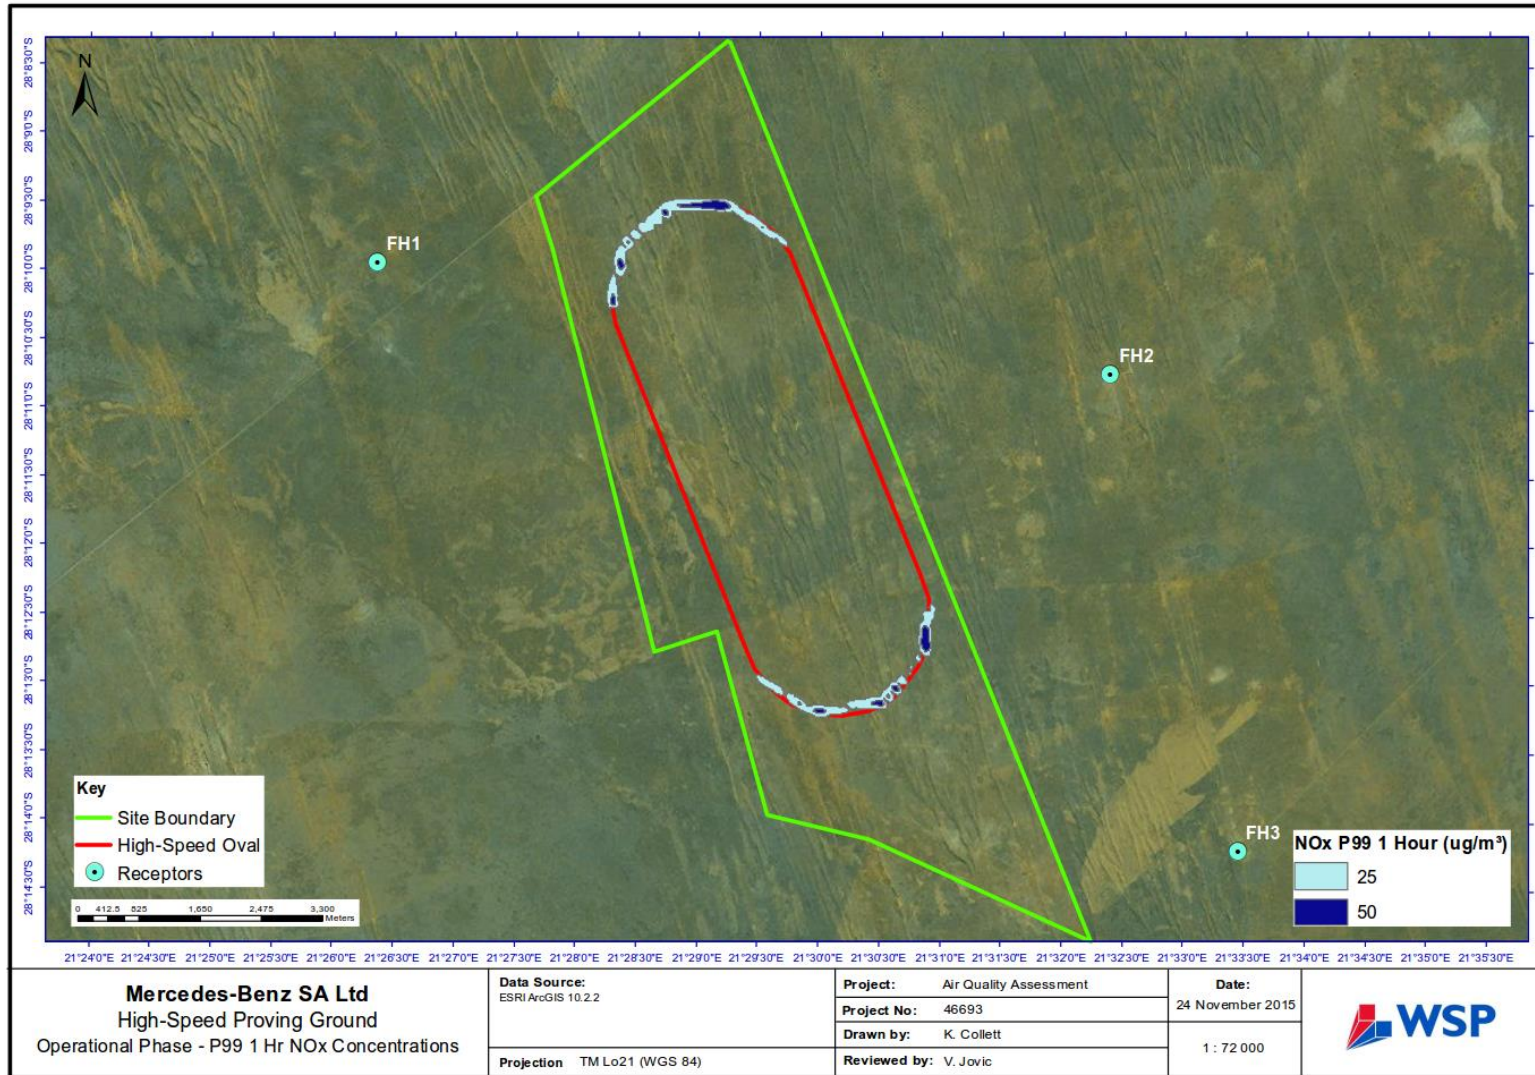 N
28°8'30"S
28°9'0"S
28°9'30"S
28°10'0"S
28°10'30"S
28°11'0"S
28°11'30"S
28°12'0"S
28°12'30"S
28°13'0"S
28°13'30"S
28°14'0"S
28°14'30"S
FH1
FH2
FH3
Key
Site Boundary
High-Speed Oval
Receptors
0 412.5 825 1,650 2,475 3,300
Meters
NOx P99 1 Hour (ug/m³)
25
50
21°24'0"E 21°24'30"E 21°25'0"E 21°25'30"E 21°26'0"E 21°26'30"E 21°27'0"E 21°27'30"E 21°28'0"E 21°28'30"E 21°29'0"E 21°29'30"E 21°30'0"E 21°30'30"E 21°31'0"E 21°31'30"E 21°32'0"E 21°32'30"E 21°33'0"E 21°33'30"E 21°34'0"E 21°34'30"E 21°35'0"E 21°35'30"E
Mercedes-Benz SA Ltd
High-Speed Proving Ground
Operational Phase - P99 1 Hr NOx Concentrations
Data Source:
ESRI ArcGIS 10.2.2
Projection TM Lo21 (WGS 84)
Project: Air Quality Assessment
Project No: 46693
Drawn by: K. Collett
Reviewed by: V. Jovic
Date:
24 November 2015
1 : 72 000
WSP